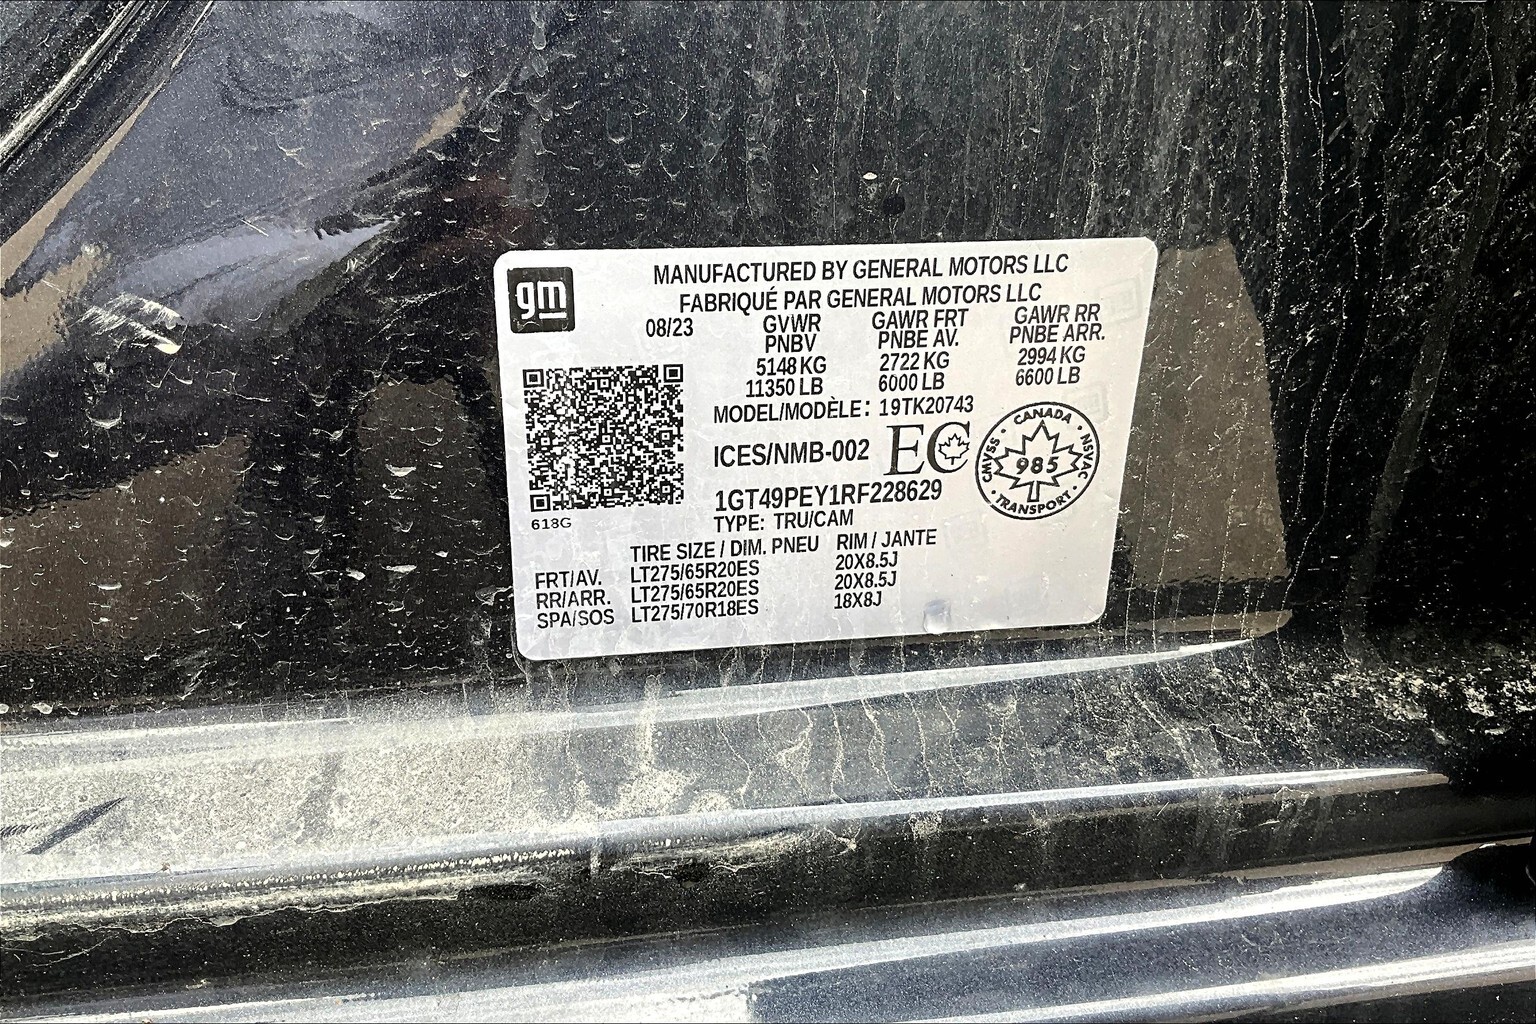 gm
MANUFACTURED BY GENERAL MOTORS LLC
FABRIQUÉ PAR GENERAL MOTORS LLC
08/23 GVWR GAWR FRT GAWR RR
PNBV PNBE AV. PNBE ARR.
5148 KG 2722 KG 2994 KG
11350 LB 6000 LB 6600 LB
MODEL/MODÈLE: 19TK20743
ICES/NMB-002 EC
CANADA
CMVSS 985 NSVAC
TRANSPORT
1GT49PEY1RF228629
618G
TYPE: TRU/CAM
TIRE SIZE / DIM. PNEU RIM / JANTE
FRT/AV. LT275/65R20ES 20X8.5J
RR/ARR. LT275/65R20ES 20X8.5J
SPA/SOS LT275/70R18ES 18X8J